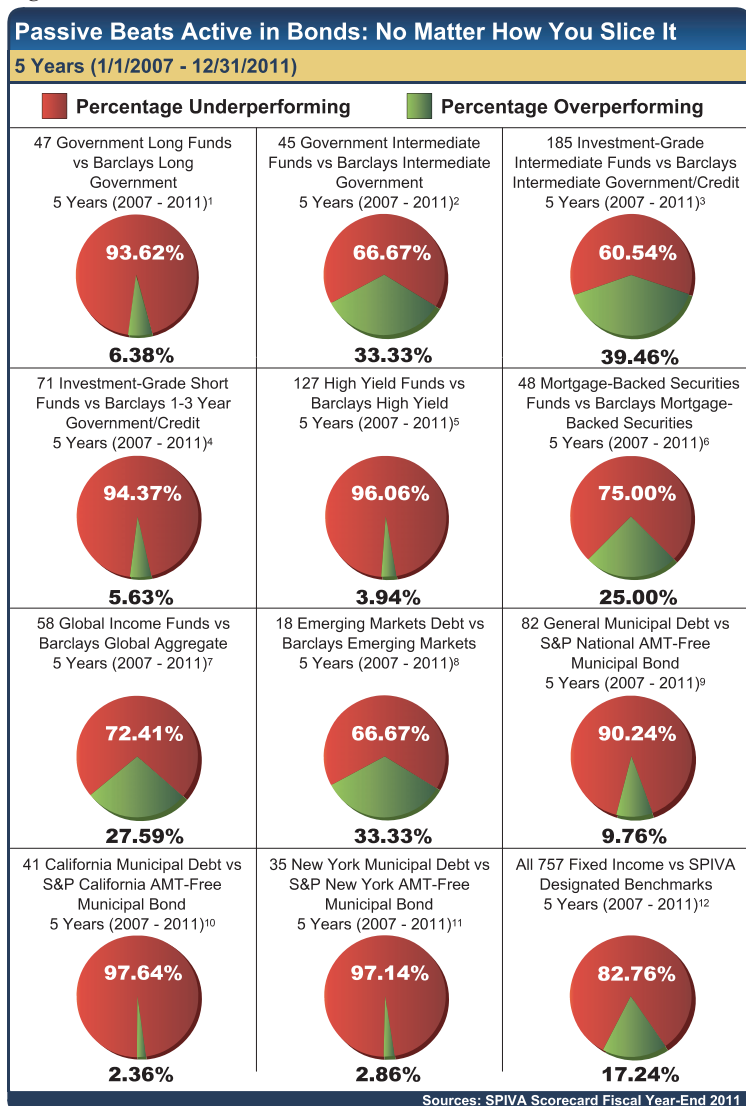 Passive Beats Active in Bonds: No Matter How You Slice It
5 Years (1/1/2007 - 12/31/2011)
Percentage Underperforming
Percentage Overperforming
47 Government Long Funds
vs Barclays Long
Government
5 Years (2007 - 2011)¹
93.62%
6.38%
45 Government Intermediate
Funds vs Barclays Intermediate
Government
5 Years (2007 - 2011)²
66.67%
33.33%
185 Investment-Grade
Intermediate Funds vs Barclays
Intermediate Government/Credit
5 Years (2007 - 2011)³
60.54%
39.46%
71 Investment-Grade Short
Funds vs Barclays 1-3 Year
Government/Credit
5 Years (2007 - 2011)⁴
94.37%
5.63%
127 High Yield Funds vs
Barclays High Yield
5 Years (2007 - 2011)⁵
96.06%
3.94%
48 Mortgage-Backed Securities
Funds vs Barclays Mortgage-
Backed Securities
5 Years (2007 - 2011)⁶
75.00%
25.00%
58 Global Income Funds vs
Barclays Global Aggregate
5 Years (2007 - 2011)⁷
72.41%
27.59%
18 Emerging Markets Debt vs
Barclays Emerging Markets
5 Years (2007 - 2011)⁸
66.67%
33.33%
82 General Municipal Debt vs
S&P National AMT-Free
Municipal Bond
5 Years (2007 - 2011)⁹
90.24%
9.76%
41 California Municipal Debt vs
S&P California AMT-Free
Municipal Bond
5 Years (2007 - 2011)¹⁰
97.64%
2.36%
35 New York Municipal Debt vs
S&P New York AMT-Free
Municipal Bond
5 Years (2007 - 2011)¹¹
97.14%
2.86%
All 757 Fixed Income vs SPIVA
Designated Benchmarks
5 Years (2007 - 2011)¹²
82.76%
17.24%
Sources: SPIVA Scorecard Fiscal Year-End 2011